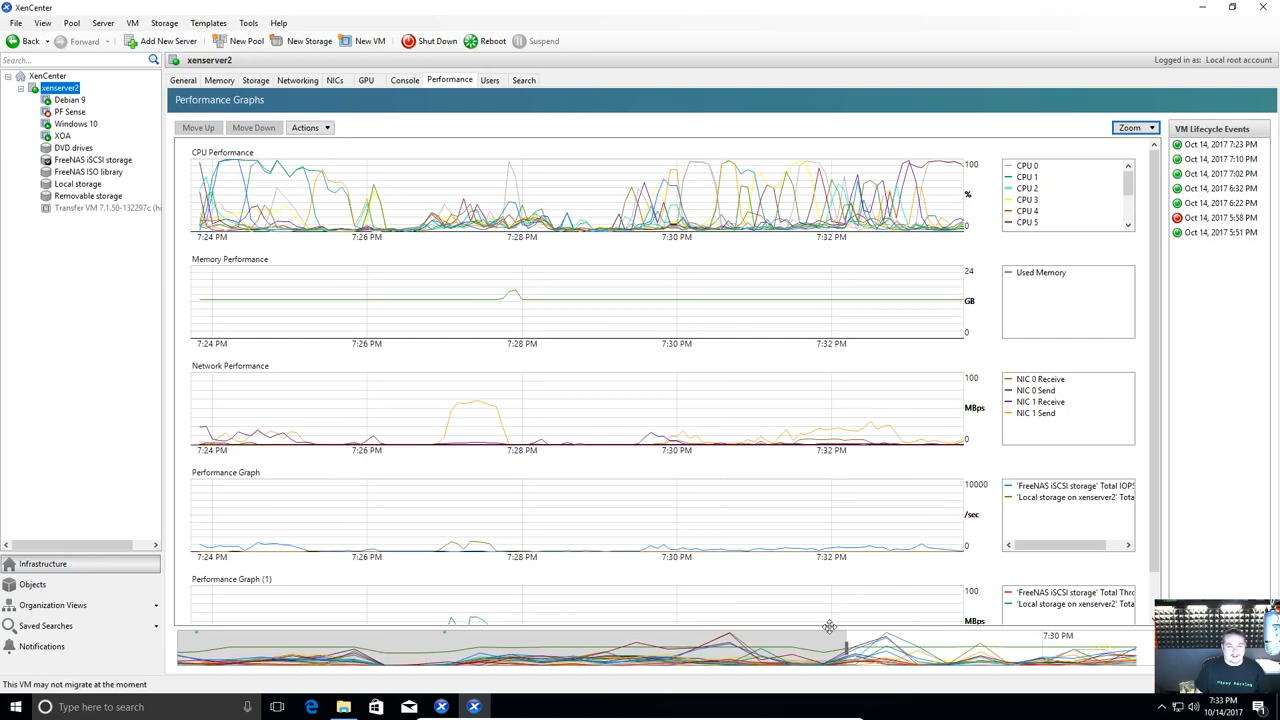 XenCenter
File View Pool Server VM Storage Templates Tools Help
Back Forward Add New Server New Pool New Storage New VM Shut Down Reboot Suspend
Search...
xenserver2
Logged in as: Local root account
XenCenter
xenserver2
Debian 9
PF Sense
Windows 10
XOA
DVD drives
FreeNAS iSCSI storage
FreeNAS ISO library
Local storage
Removable storage
Transfer VM 7.1.50-132297c (hi
Infrastructure
Objects
Organization Views
Saved Searches
Notifications
General Memory Storage Networking NICs GPU Console Performance Users Search
Performance Graphs
Move Up Move Down Actions Zoom
CPU Performance
100
%
0
7:24 PM 7:26 PM 7:28 PM 7:30 PM 7:32 PM
CPU 0
CPU 1
CPU 2
CPU 3
CPU 4
CPU 5
Memory Performance
24
GB
0
7:24 PM 7:26 PM 7:28 PM 7:30 PM 7:32 PM
Used Memory
Network Performance
100
MBps
0
7:24 PM 7:26 PM 7:28 PM 7:30 PM 7:32 PM
NIC 0 Receive
NIC 0 Send
NIC 1 Receive
NIC 1 Send
Performance Graph
10000
/sec
0
7:24 PM 7:26 PM 7:28 PM 7:30 PM 7:32 PM
'FreeNAS iSCSI storage' Total IOPS
'Local storage on xenserver2' Tota
Performance Graph (1)
100
MBps
'FreeNAS iSCSI storage' Total Thro
'Local storage on xenserver2' Tota
7:30 PM
VM Lifecycle Events
Oct 14, 2017 7:23 PM
Oct 14, 2017 7:10 PM
Oct 14, 2017 7:02 PM
Oct 14, 2017 6:32 PM
Oct 14, 2017 6:22 PM
Oct 14, 2017 5:58 PM
Oct 14, 2017 5:51 PM
This VM may not migrate at the moment
Type here to search
7:33 PM
10/14/2017